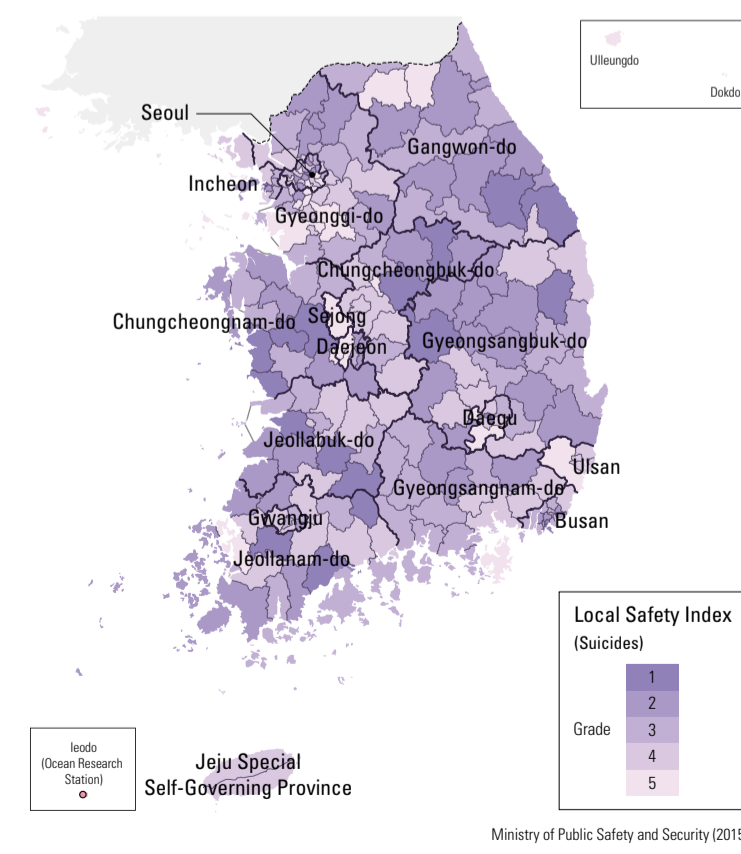 Ulleungdo
Dokdo
Seoul
Gangwon-do
Incheon
Gyeonggi-do
Chungcheongbuk-do
Sejong
Chungcheongnam-do
Daejeon
Gyeongsangbuk-do
Daegu
Jeollabuk-do
Ulsan
Gyeongsangnam-do
Gwangju
Busan
Jeollanam-do
Local Safety Index
(Suicides)
Grade
1
2
3
4
5
Ieodo
(Ocean Research
Station)
Jeju Special
Self-Governing Province
Ministry of Public Safety and Security (2015